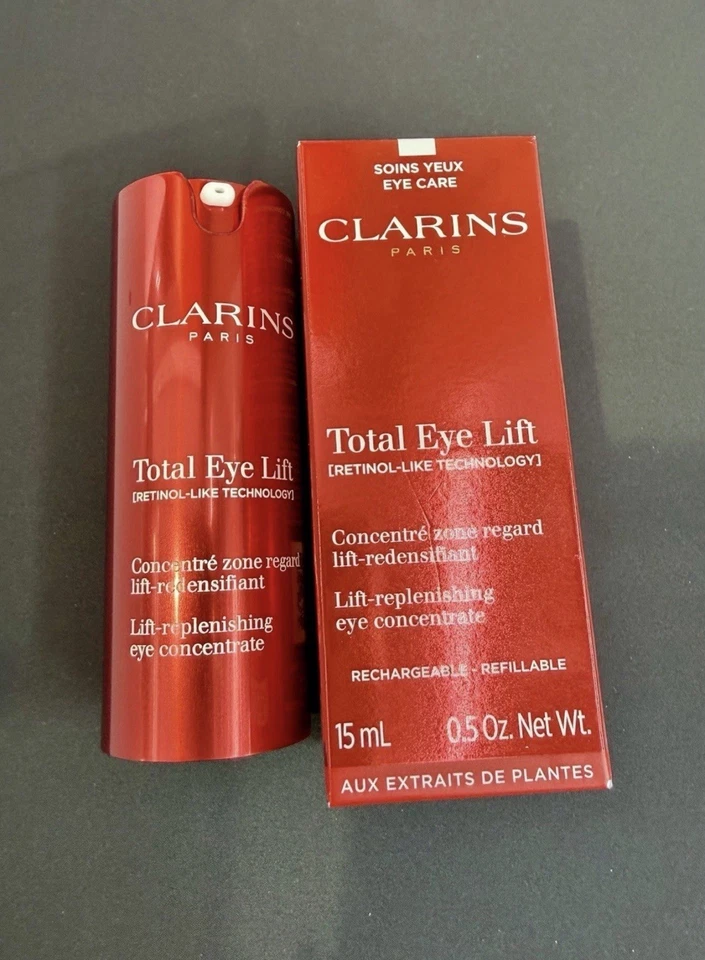 CLARINS
PARIS
Total Eye Lift
[RETINOL-LIKE TECHNOLOGY]
Concentré zone regard
lift-redensifiant
Lift-replenishing
eye concentrate
SOINS YEUX
EYE CARE
CLARINS
PARIS
Total Eye Lift
[RETINOL-LIKE TECHNOLOGY]
Concentré zone regard
lift-redensifiant
Lift-replenishing
eye concentrate
RECHARGEABLE - REFILLABLE
15 mL 0.5 Oz. Net Wt.
AUX EXTRAITS DE PLANTES